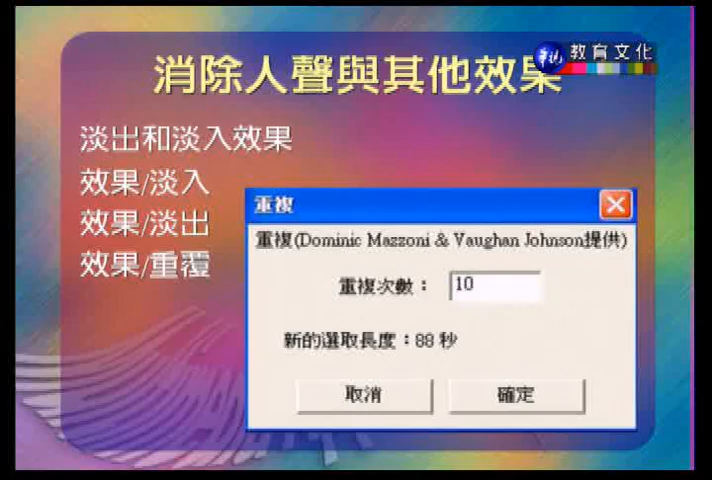 消除人聲與其他效果
教育文化
淡出和淡入效果
效果/淡入
效果/淡出
效果/重覆
重複
重複(Dominic Mazzoni & Vaughan Johnson提供)
重複次數：10
新的選取長度：88 秒
取消
確定